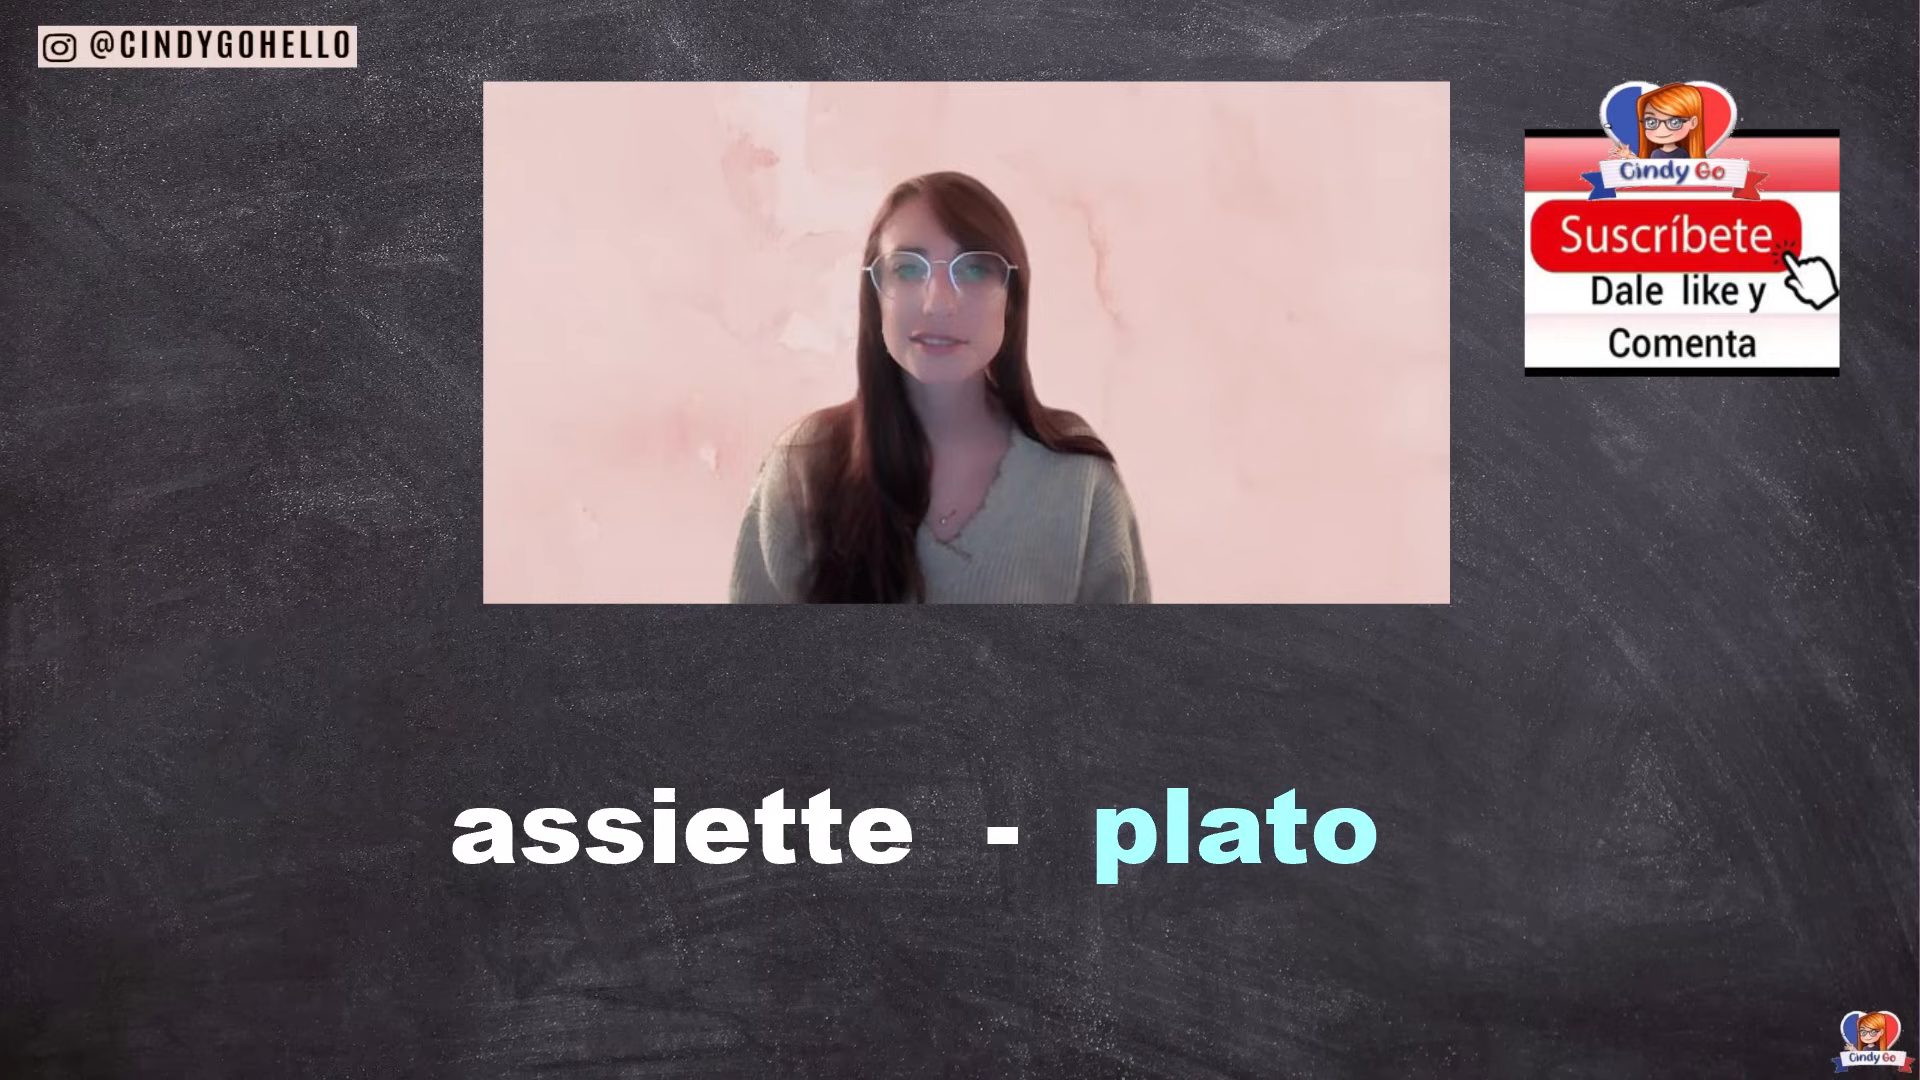 @CINDYGOHELLO
Cindy Go
Suscríbete
Dale like y
Comenta
assiette - plato
Cindy Go